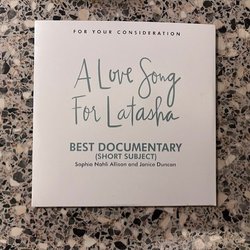 FOR YOUR CONSIDERATION
A Love Song
For Latasha
BEST DOCUMENTARY
(SHORT SUBJECT)
Sophia Nahli Allison and Janice Duncan